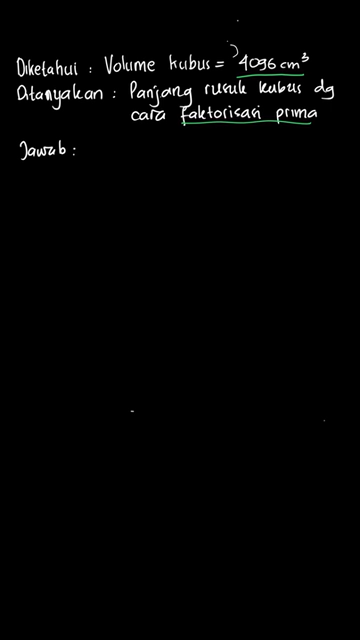 Diketahui : Volume kubus = 4096 cm³
Ditanyakan : Panjang rusuk kubus dg
cara faktorisasi prima
Jawab :